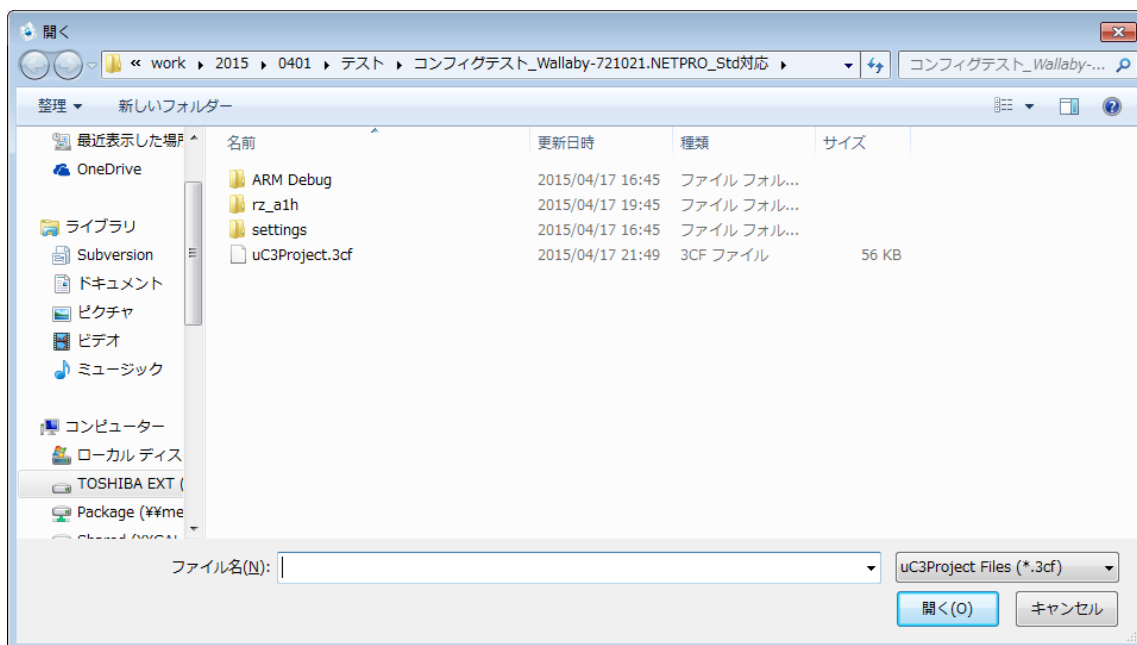 開く
« work ▸ 2015 ▸ 0401 ▸ テスト ▸ コンフィグテスト_Wallaby-721021.NETPRO_Std対応 ▸
コンフィグテスト_Wallaby-...
整理 ▼ 新しいフォルダー
最近表示した場所
OneDrive
ライブラリ
Subversion
ドキュメント
ピクチャ
ビデオ
ミュージック
コンピューター
ローカル ディス
TOSHIBA EXT (
Package (¥¥me
名前 更新日時 種類 サイズ
ARM Debug 2015/04/17 16:45 ファイル フォル...
rz_a1h 2015/04/17 19:45 ファイル フォル...
settings 2015/04/17 16:45 ファイル フォル...
uC3Project.3cf 2015/04/17 21:49 3CF ファイル 56 KB
ファイル名(N):
uC3Project Files (*.3cf)
開く(O) キャンセル